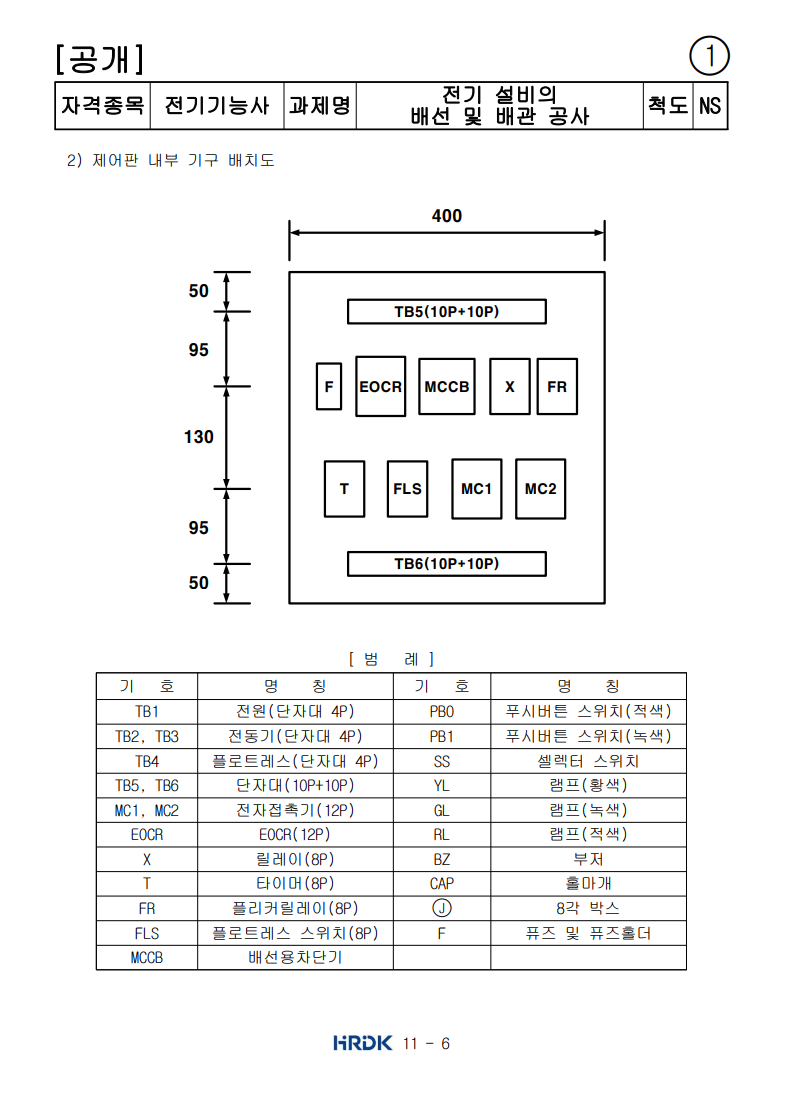 [공개]
①
자격종목 전기기능사 과제명 전기 설비의 배선 및 배관 공사 척도 NS
2) 제어판 내부 기구 배치도
400
50
TB5(10P+10P)
95
F EOCR MCCB X FR
130
T FLS MC1 MC2
95
TB6(10P+10P)
50
[ 범 례 ]
기 호 명 칭 기 호 명 칭
TB1 전원(단자대 4P) PB0 푸시버튼 스위치(적색)
TB2, TB3 전동기(단자대 4P) PB1 푸시버튼 스위치(녹색)
TB4 플로트레스(단자대 4P) SS 셀렉터 스위치
TB5, TB6 단자대(10P+10P) YL 램프(황색)
MC1, MC2 전자접촉기(12P) GL 램프(녹색)
EOCR EOCR(12P) RL 램프(적색)
X 릴레이(8P) BZ 부저
T 타이머(8P) CAP 홀마개
FR 플리커릴레이(8P) Ⓙ 8각 박스
FLS 플로트레스 스위치(8P) F 퓨즈 및 퓨즈홀더
MCCB 배선용차단기
HRDK 11 - 6